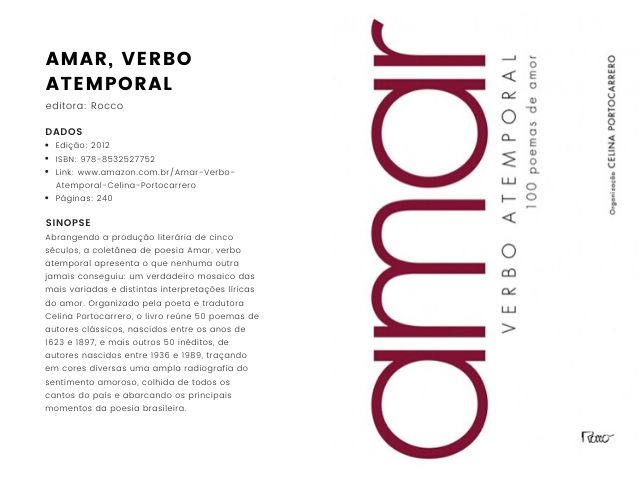 AMAR, VERBO
ATEMPORAL
editora: Rocco
DADOS
• Edição: 2012
• ISBN: 978-8532527752
• Link: www.amazon.com.br/Amar-Verbo-
Atemporal-Celina-Portocarrero
• Páginas: 240
SINOPSE
Abrangendo a produção literária de cinco
séculos, a coletânea de poesia Amar, verbo
atemporal apresenta o que nenhuma outra
jamais conseguiu: um verdadeiro mosaico das
mais variadas e distintas interpretações líricas
do amor. Organizado pela poeta e tradutora
Celina Portocarrero, o livro reúne 50 poemas de
autores clássicos, nascidos entre os anos de
1623 e 1897, e mais outros 50 inéditos, de
autores nascidos entre 1936 e 1989, traçando
em cores diversas uma ampla radiografia do
sentimento amoroso, colhida de todos os
cantos do país e abarcando os principais
momentos da poesia brasileira.
amar
VERBO ATEMPORAL
100 poemas de amor
Organização CELINA PORTOCARRERO
Rocco